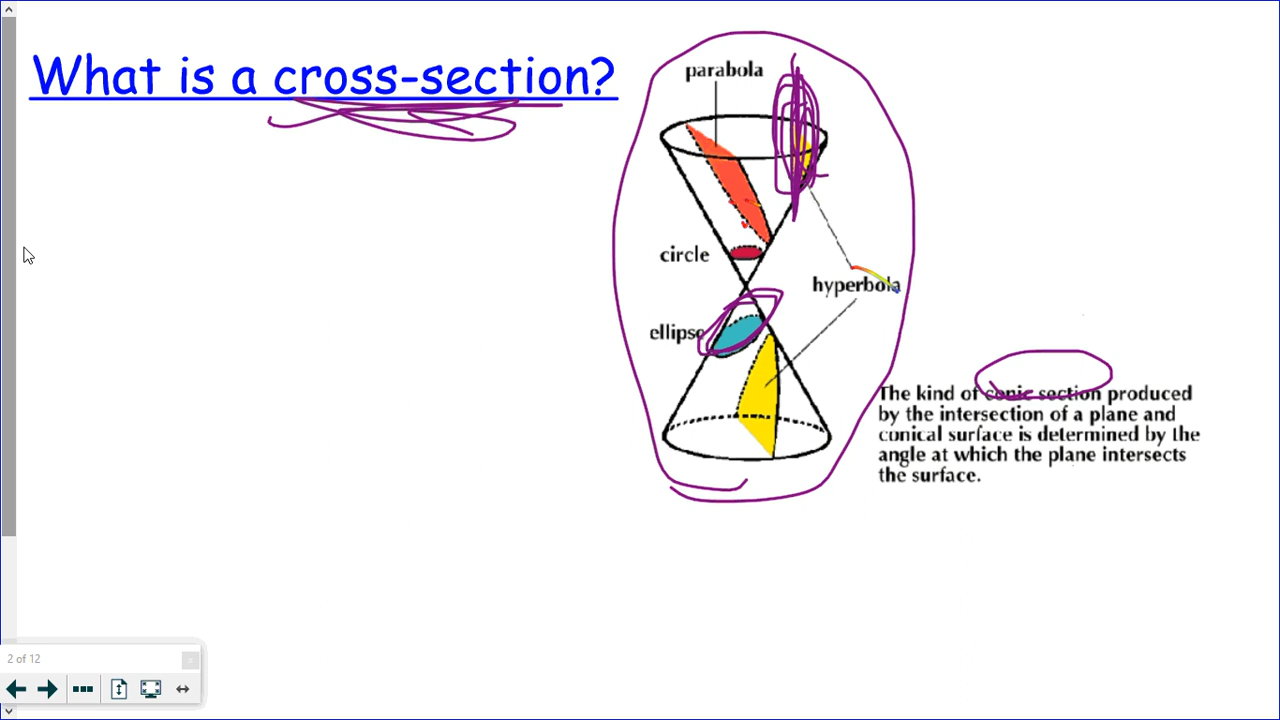 What is a cross-section?
parabola
circle
ellipse
hyperbola
The kind of conic section produced
by the intersection of a plane and
conical surface is determined by the
angle at which the plane intersects
the surface.
2 of 12